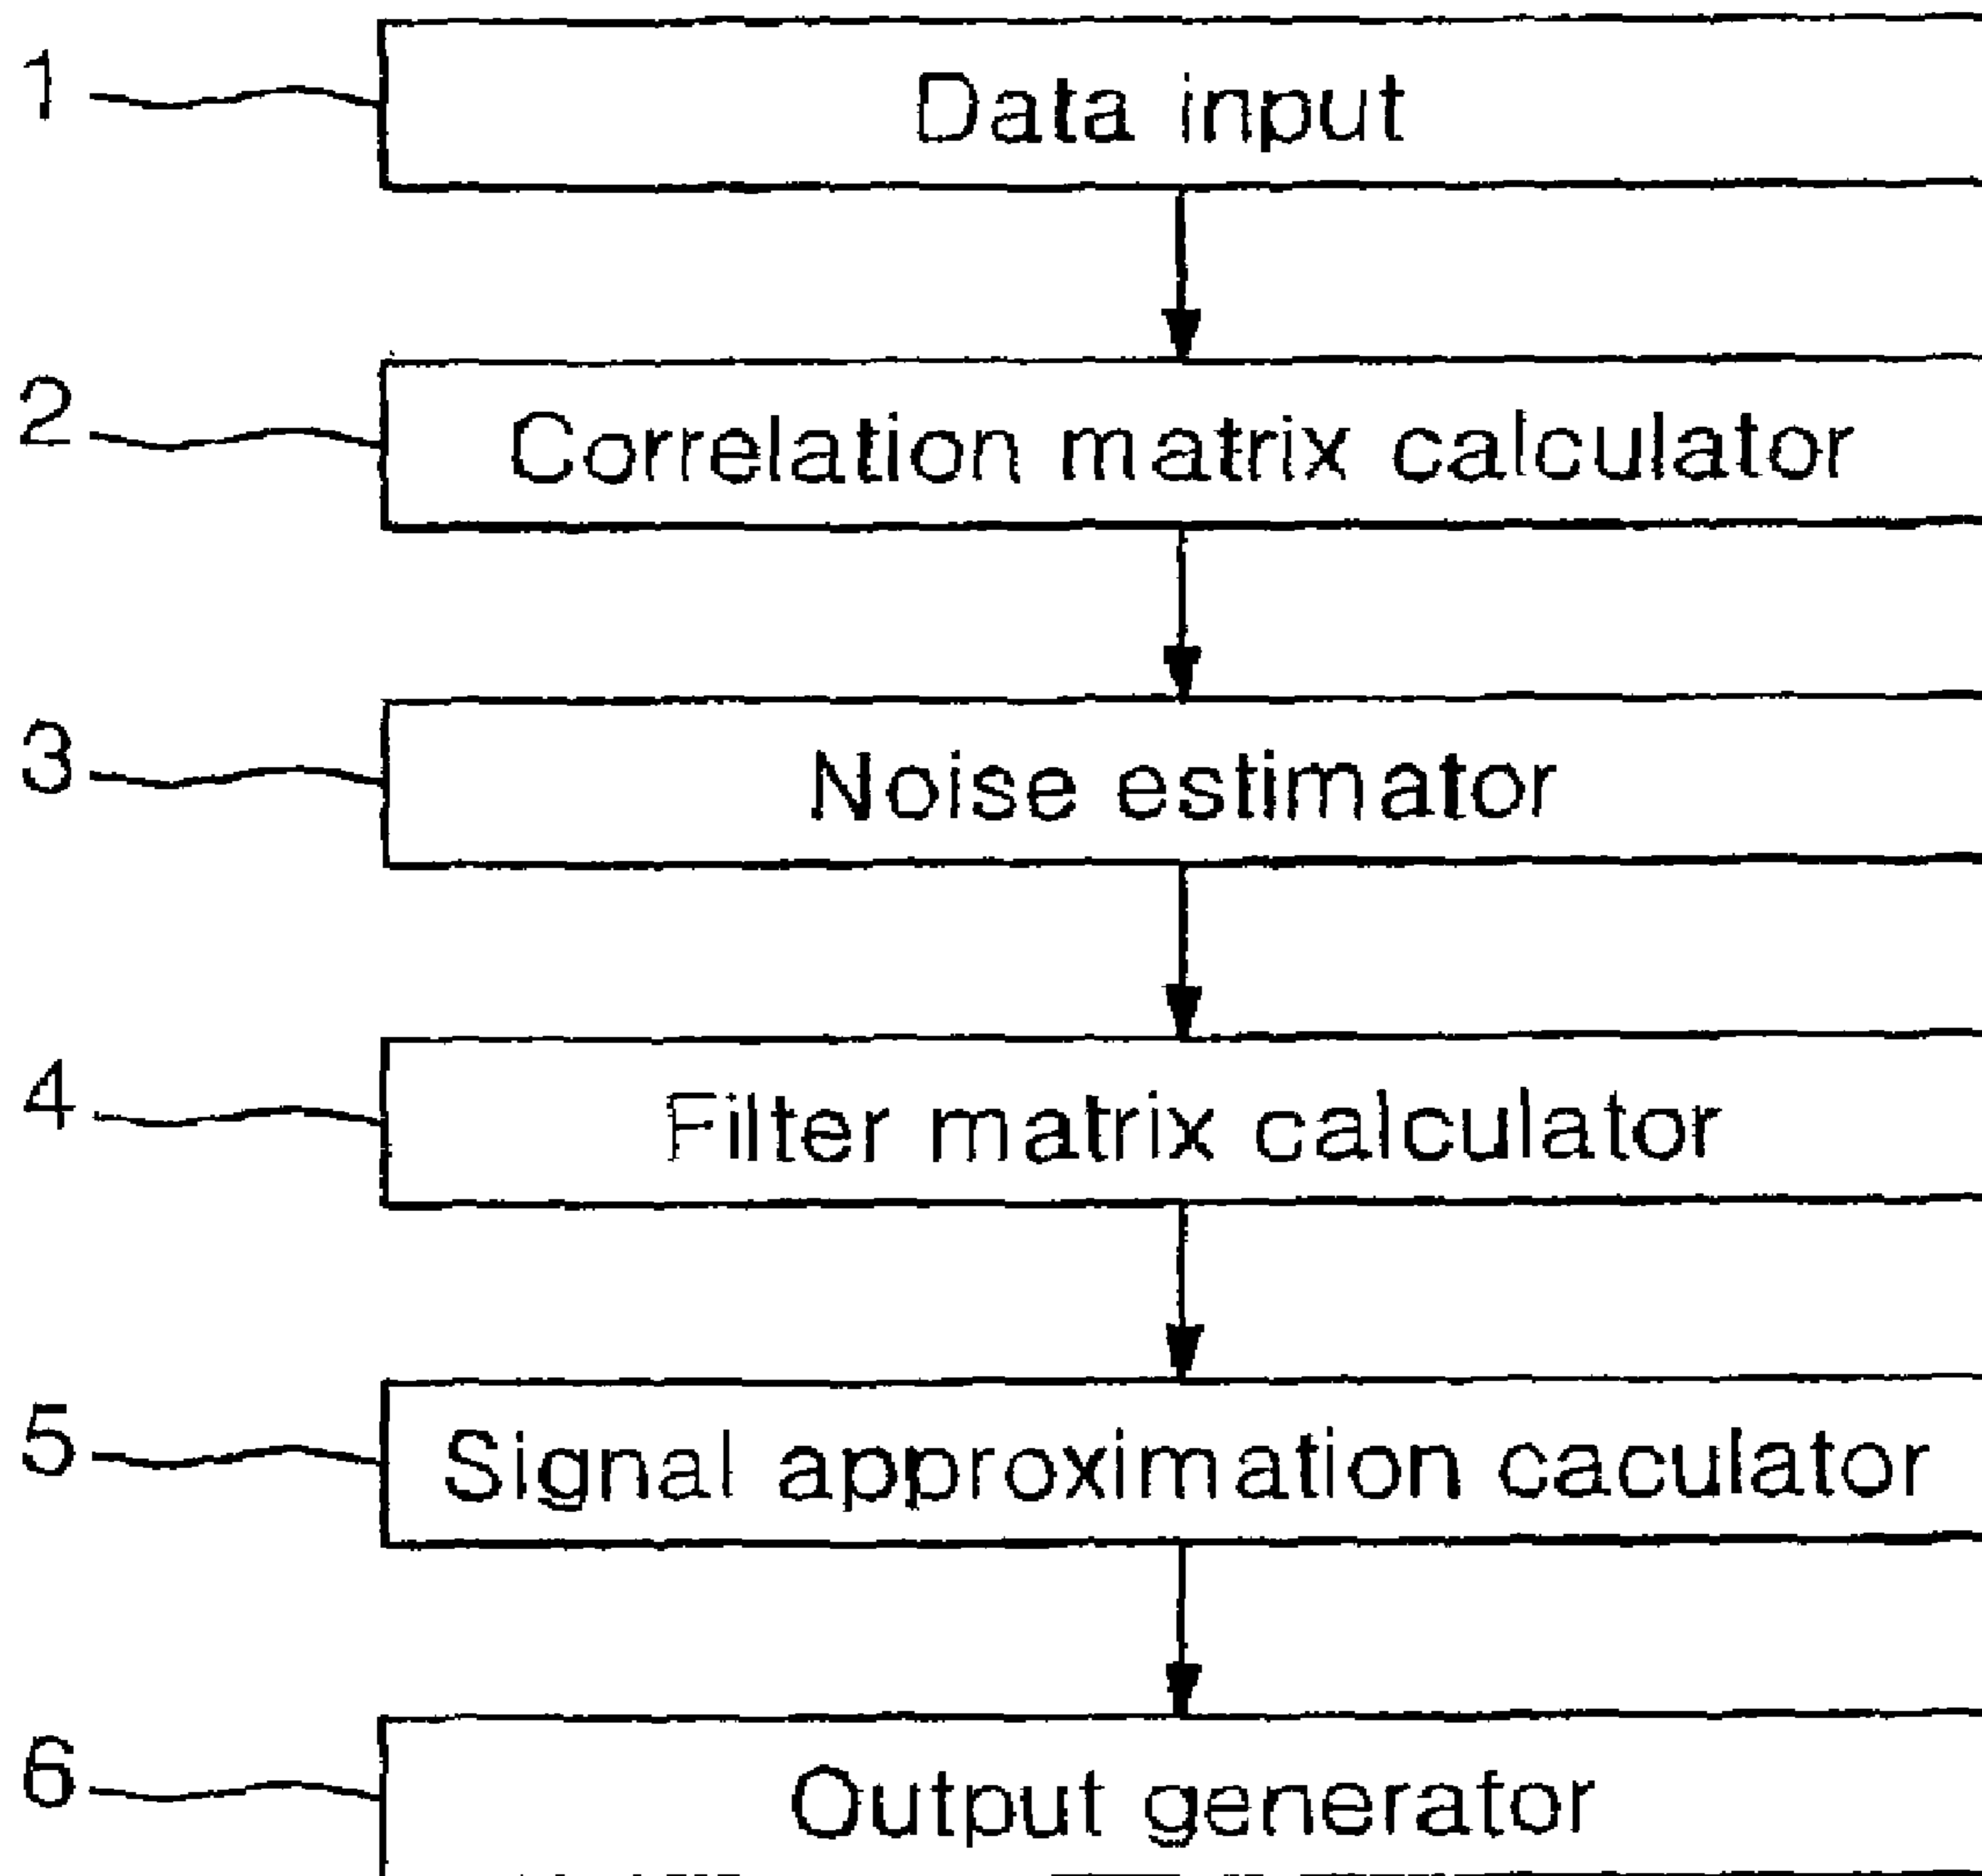 1 Data input
2 Correlation matrix calculator
3 Noise estimator
4 Filter matrix calculator
5 Signal approximation caculator
6 Output generator